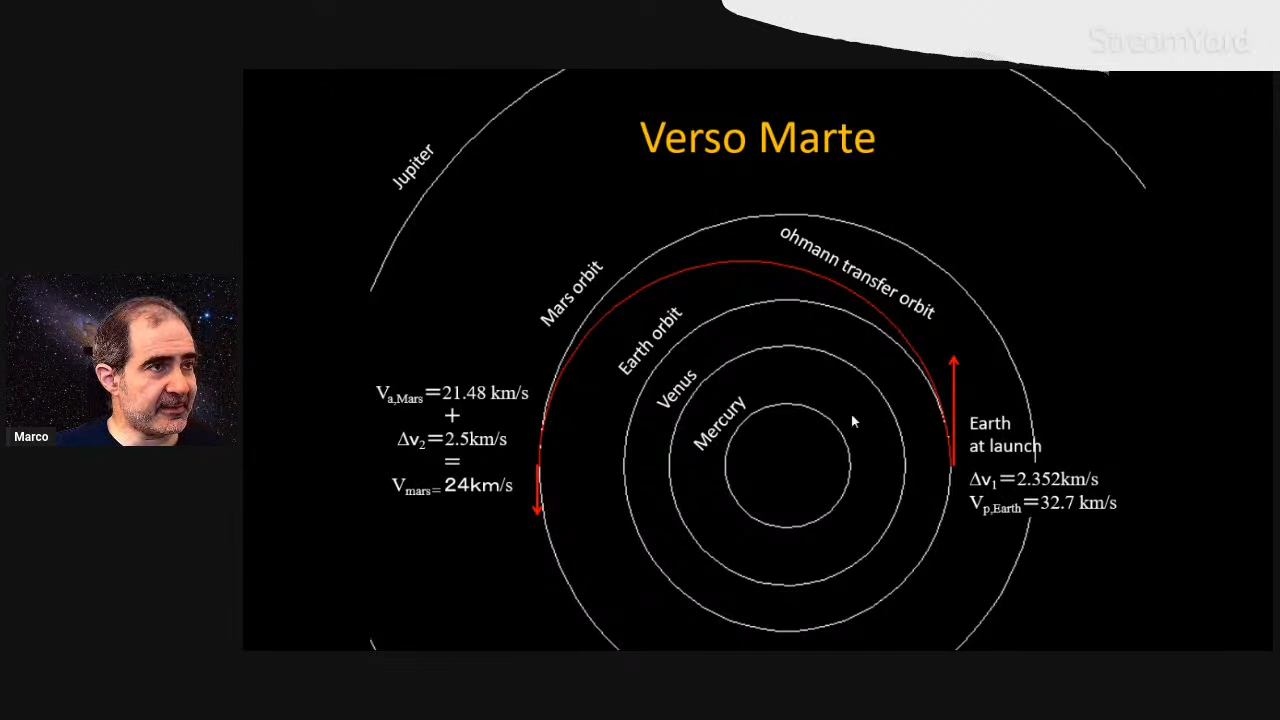 StreamYard
Verso Marte
Jupiter
ohmann transfer orbit
Mars orbit
Earth orbit
Venus
Mercury
Va,Mars=21.48 km/s
+
Δv2=2.5km/s
=
Vmars= 24km/s
Earth
at launch
Δv1=2.352km/s
Vp,Earth=32.7 km/s
Marco